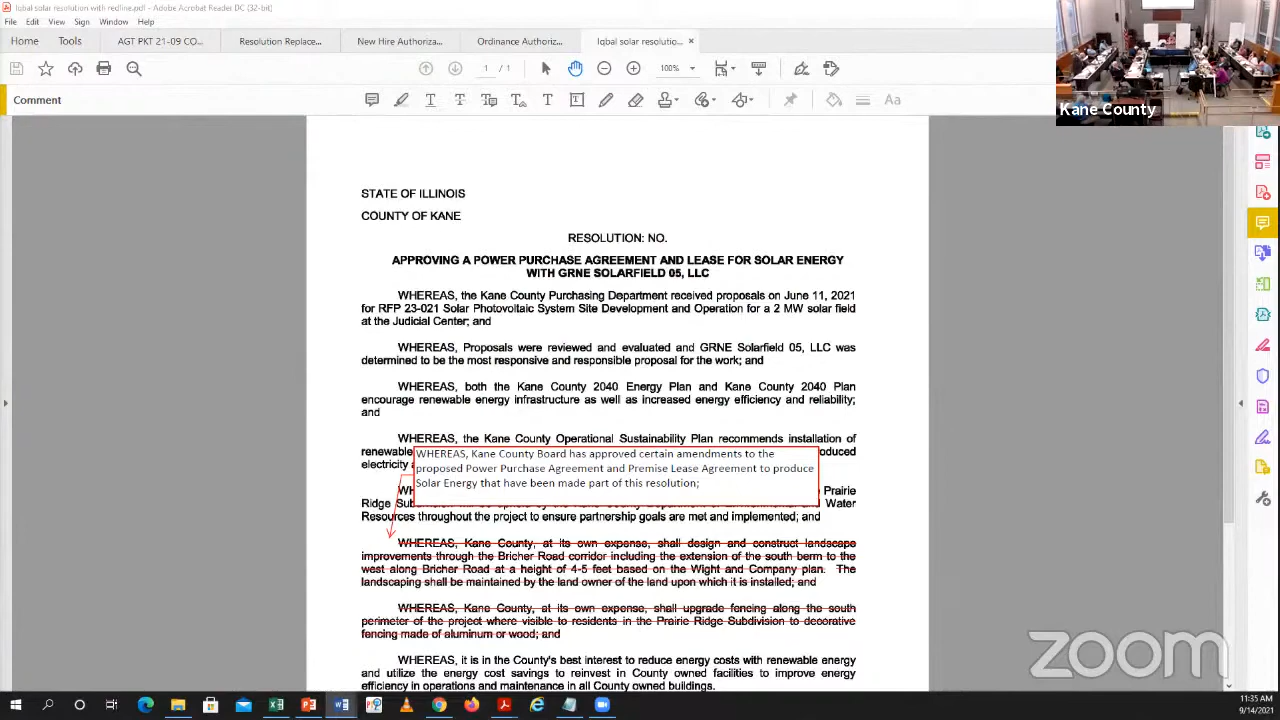 Iqbal solar resolution with redline.pdf - Adobe Acrobat Reader DC (32-bit)
File Edit View Sign Window Help
Home Tools AGT PKT 21-09 CO... Resolution Replace... New Hire Authoriza... Ordinance Authoriz... Iqbal solar resolutio... ×
/ 1 100%
Comment
Kane County
STATE OF ILLINOIS
COUNTY OF KANE
RESOLUTION: NO.
APPROVING A POWER PURCHASE AGREEMENT AND LEASE FOR SOLAR ENERGY
WITH GRNE SOLARFIELD 05, LLC
WHEREAS, the Kane County Purchasing Department received proposals on June 11, 2021
for RFP 23-021 Solar Photovoltaic System Site Development and Operation for a 2 MW solar field
at the Judicial Center; and
WHEREAS, Proposals were reviewed and evaluated and GRNE Solarfield 05, LLC was
determined to be the most responsive and responsible proposal for the work; and
WHEREAS, both the Kane County 2040 Energy Plan and Kane County 2040 Plan
encourage renewable energy infrastructure as well as increased energy efficiency and reliability;
and
WHEREAS, the Kane County Operational Sustainability Plan recommends installation of
renewable
electricity
WHEREAS, Kane County Board has approved certain amendments to the
proposed Power Purchase Agreement and Premise Lease Agreement to produce
Solar Energy that have been made part of this resolution;
Prairie
Ridge Water
Resources throughout the project to ensure partnership goals are met and implemented; and
WHEREAS, Kane County, at its own expense, shall design and construct landscape
improvements through the Bricher Road corridor including the extension of the south berm to the
west along Bricher Road at a height of 4-5 feet based on the Wight and Company plan. The
landscaping shall be maintained by the land owner of the land upon which it is installed; and
WHEREAS, Kane County, at its own expense, shall upgrade fencing along the south
perimeter of the project where visible to residents in the Prairie Ridge Subdivision to decorative
fencing made of aluminum or wood; and
WHEREAS, it is in the County's best interest to reduce energy costs with renewable energy
and utilize the energy cost savings to reinvest in County owned facilities to improve energy
efficiency in operations and maintenance in all County owned buildings.
zoom
11:35 AM
9/14/2021